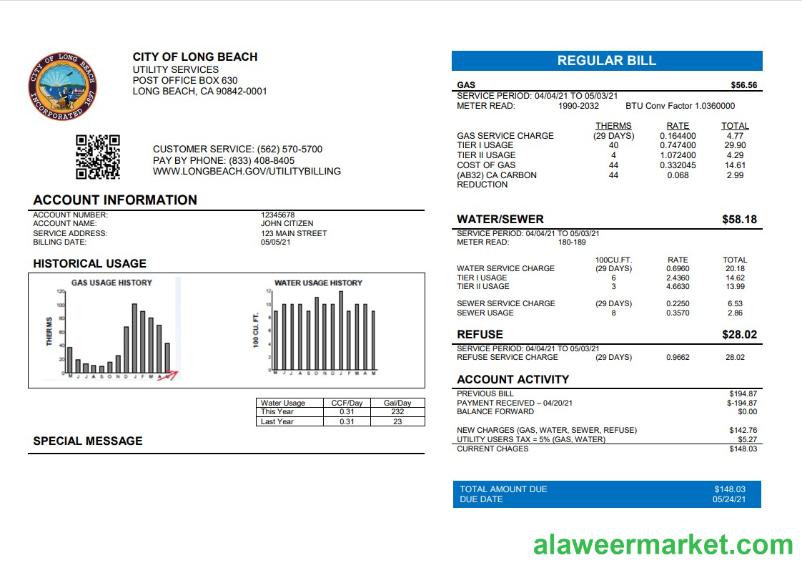 CITY OF LONG BEACH
INCORPORATED 1897
CITY OF LONG BEACH
UTILITY SERVICES
POST OFFICE BOX 630
LONG BEACH, CA 90842-0001
CUSTOMER SERVICE: (562) 570-5700
PAY BY PHONE: (833) 408-8405
WWW.LONGBEACH.GOV/UTILITYBILLING
ACCOUNT INFORMATION
ACCOUNT NUMBER: 12345678
ACCOUNT NAME: JOHN CITIZEN
SERVICE ADDRESS: 123 MAIN STREET
BILLING DATE: 05/05/21
HISTORICAL USAGE
GAS USAGE HISTORY
THERMS
120
100
80
60
40
20
0
M J J A S O N D J F M A M
WATER USAGE HISTORY
100 CU. FT.
12
10
8
6
4
2
0
M J J A S O N D J F M A M
Water Usage CCF/Day Gal/Day
This Year 0.31 232
Last Year 0.31 23
SPECIAL MESSAGE
REGULAR BILL
GAS $56.56
SERVICE PERIOD: 04/04/21 TO 05/03/21
METER READ: 1990-2032 BTU Conv Factor 1.0360000
THERMS RATE TOTAL
GAS SERVICE CHARGE (29 DAYS) 0.164400 4.77
TIER I USAGE 40 0.747400 29.90
TIER II USAGE 4 1.072400 4.29
COST OF GAS 44 0.332045 14.61
(AB32) CA CARBON 44 0.068 2.99
REDUCTION
WATER/SEWER $58.18
SERVICE PERIOD: 04/04/21 TO 05/03/21
METER READ: 180-189
100CU.FT. RATE TOTAL
WATER SERVICE CHARGE (29 DAYS) 0.6960 20.18
TIER I USAGE 6 2.4360 14.62
TIER II USAGE 3 4.6630 13.99
SEWER SERVICE CHARGE (29 DAYS) 0.2250 6.53
SEWER USAGE 8 0.3570 2.86
REFUSE $28.02
SERVICE PERIOD: 04/04/21 TO 05/03/21
REFUSE SERVICE CHARGE (29 DAYS) 0.9662 28.02
ACCOUNT ACTIVITY
PREVIOUS BILL $194.87
PAYMENT RECEIVED – 04/20/21 $-194.87
BALANCE FORWARD $0.00
NEW CHARGES (GAS, WATER, SEWER, REFUSE) $142.76
UTILITY USERS TAX = 5% (GAS, WATER) $5.27
CURRENT CHAGES $148.03
TOTAL AMOUNT DUE $148.03
DUE DATE 05/24/21
alaweermarket.com